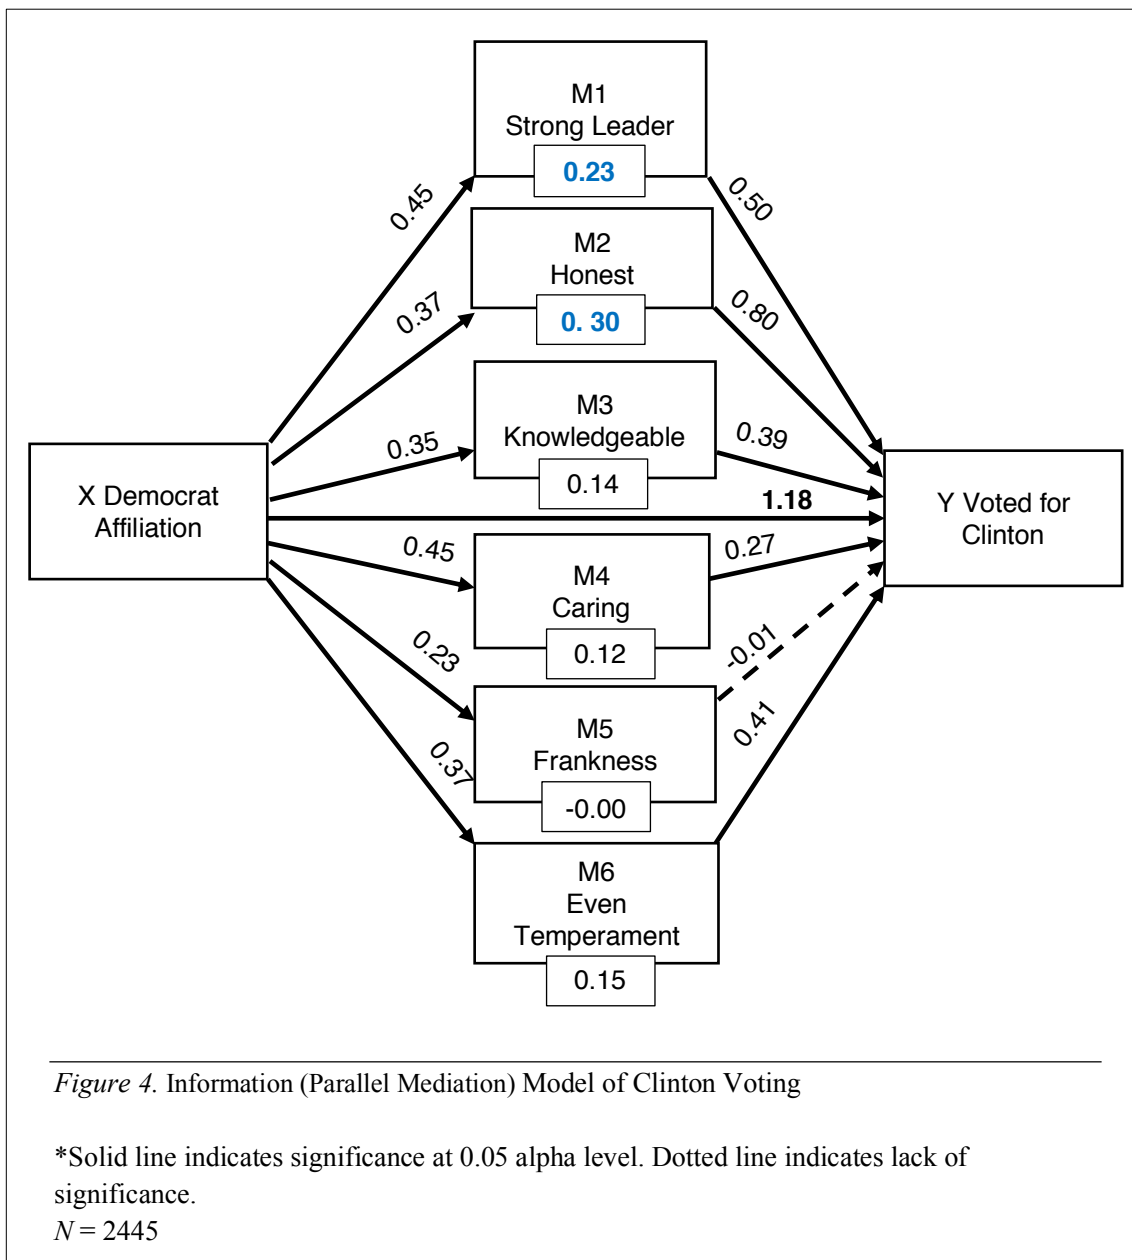 M1
Strong Leader
0.23
0.45
0.50
M2
Honest
0. 30
0.37
0.80
M3
Knowledgeable
0.14
0.35
0.39
X Democrat
Affiliation
1.18
Y Voted for
Clinton
0.45
0.27
M4
Caring
0.12
0.23
-0.01
M5
Frankness
-0.00
0.37
0.41
M6
Even
Temperament
0.15
Figure 4. Information (Parallel Mediation) Model of Clinton Voting
*Solid line indicates significance at 0.05 alpha level. Dotted line indicates lack of
significance.
N = 2445